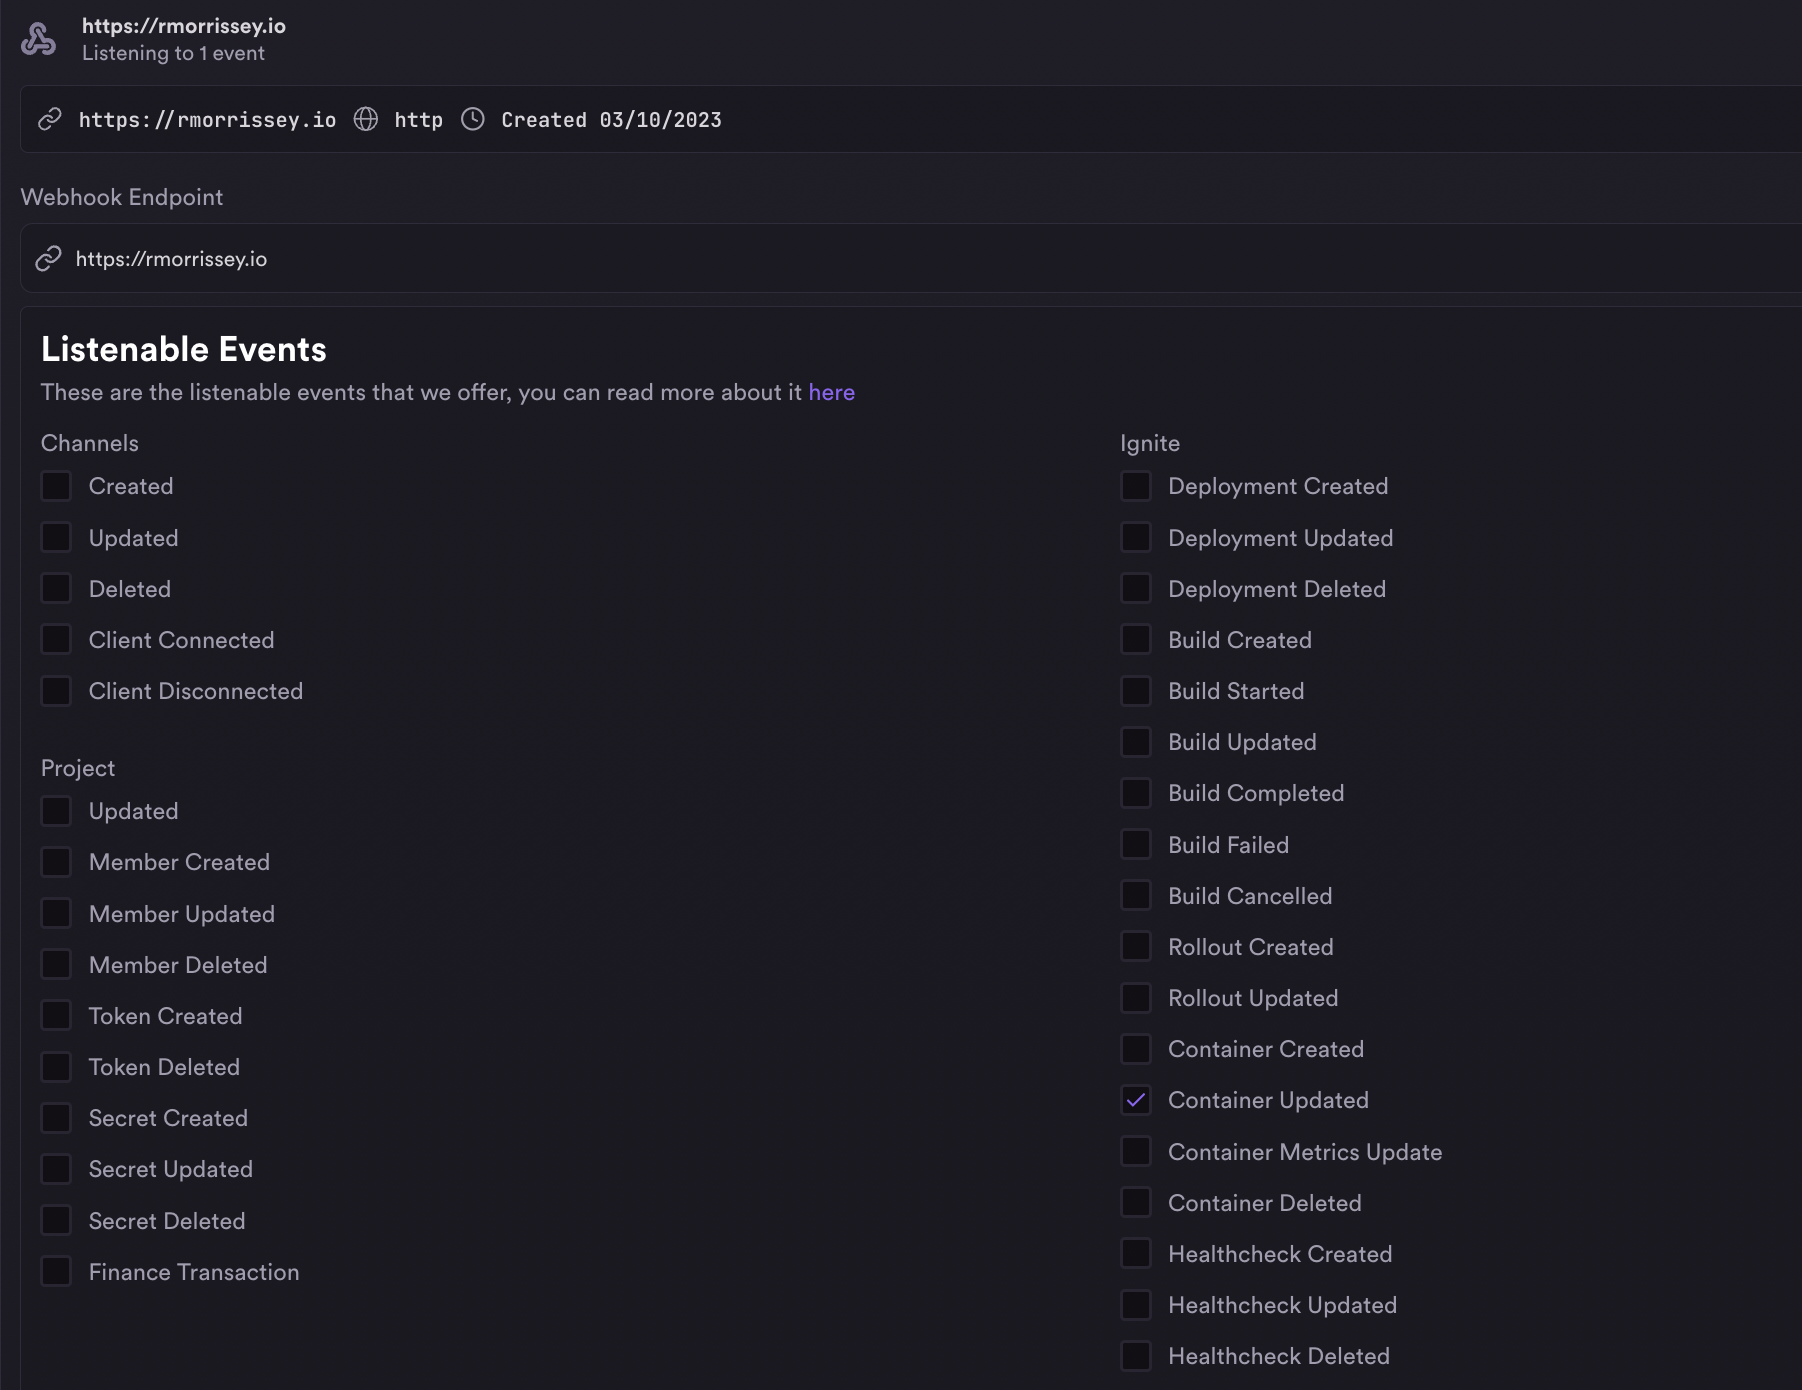 https://rmorrissey.io
Listening to 1 event
https://rmorrissey.io http Created 03/10/2023
Webhook Endpoint
https://rmorrissey.io
Listenable Events
These are the listenable events that we offer, you can read more about it here
Channels
Created
Updated
Deleted
Client Connected
Client Disconnected
Project
Updated
Member Created
Member Updated
Member Deleted
Token Created
Token Deleted
Secret Created
Secret Updated
Secret Deleted
Finance Transaction
Ignite
Deployment Created
Deployment Updated
Deployment Deleted
Build Created
Build Started
Build Updated
Build Completed
Build Failed
Build Cancelled
Rollout Created
Rollout Updated
Container Created
Container Updated
Container Metrics Update
Container Deleted
Healthcheck Created
Healthcheck Updated
Healthcheck Deleted